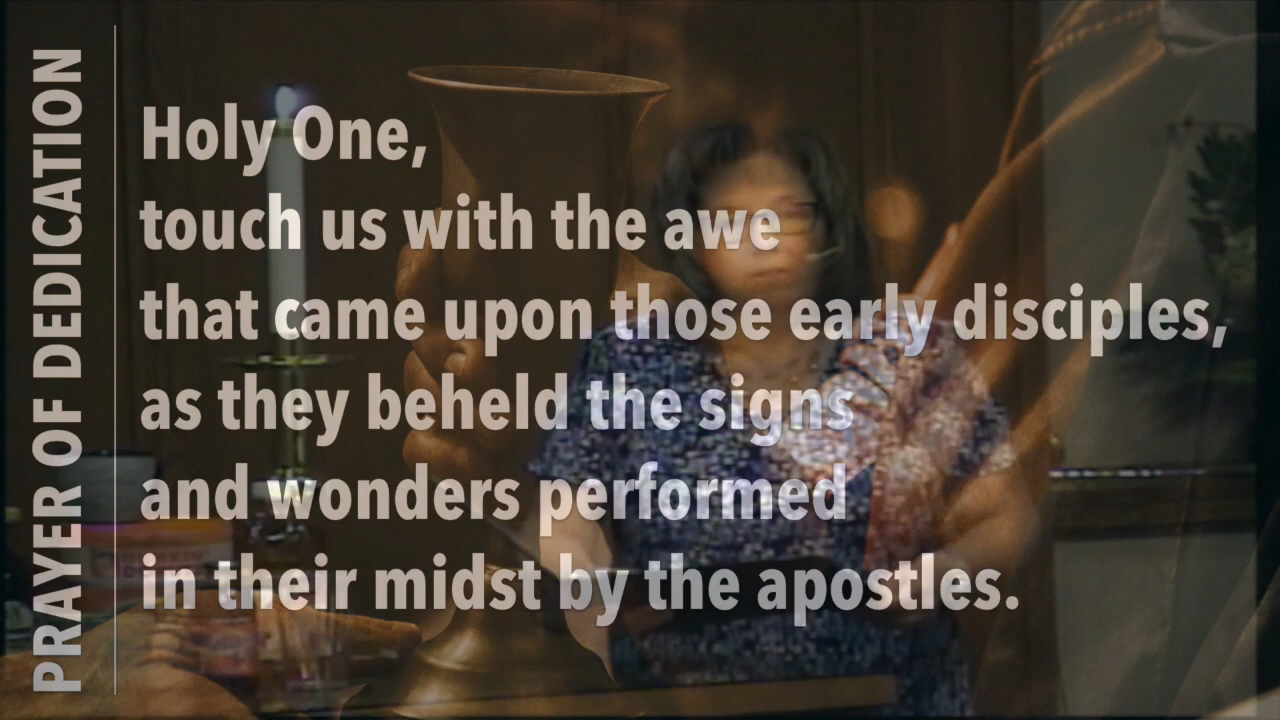 PRAYER OF DEDICATION
Holy One,
touch us with the awe
that came upon those early disciples,
as they beheld the signs
and wonders performed
in their midst by the apostles.